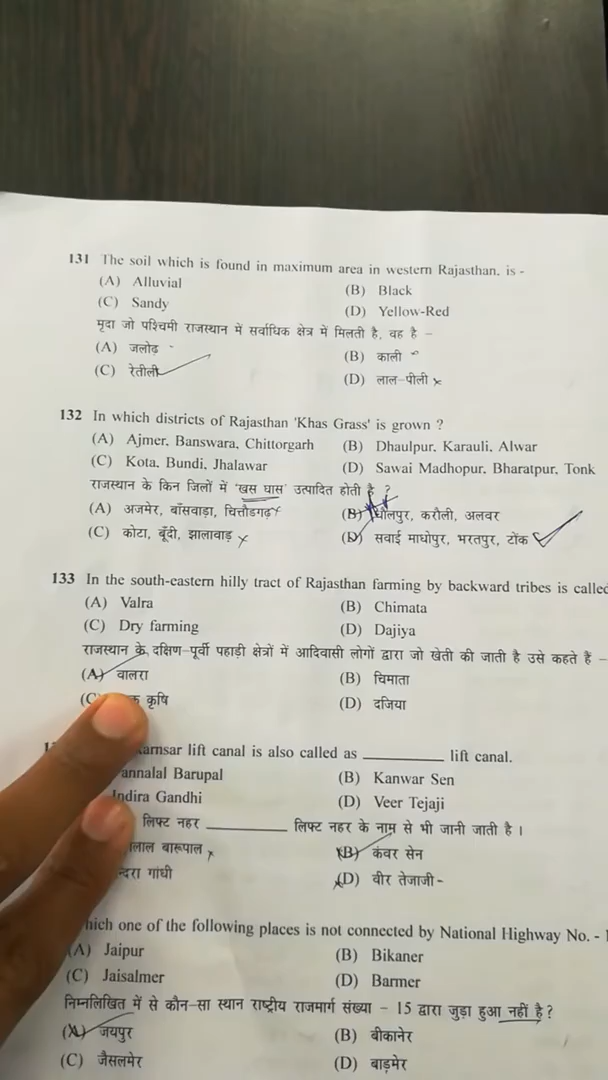 131 The soil which is found in maximum area in western Rajasthan, is -
(A) Alluvial (B) Black
(C) Sandy (D) Yellow-Red
मृदा जो पश्चिमी राजस्थान में सर्वाधिक क्षेत्र में मिलती है, वह है –
(A) जलोढ़ (B) काली
(C) रेतीली (D) लाल-पीली
132 In which districts of Rajasthan 'Khas Grass' is grown ?
(A) Ajmer, Banswara, Chittorgarh (B) Dhaulpur, Karauli, Alwar
(C) Kota, Bundi, Jhalawar (D) Sawai Madhopur, Bharatpur, Tonk
राजस्थान के किन जिलों में 'खस घास' उत्पादित होती है ?
(A) अजमेर, बाँसवाड़ा, चित्तौडगढ़ (B) धौलपुर, करौली, अलवर
(C) कोटा, बूँदी, झालावाड़ (D) सवाई माधोपुर, भरतपुर, टोंक
133 In the south-eastern hilly tract of Rajasthan farming by backward tribes is called
(A) Valra (B) Chimata
(C) Dry farming (D) Dajiya
राजस्थान के दक्षिण-पूर्वी पहाड़ी क्षेत्रों में आदिवासी लोगों द्वारा जो खेती की जाती है उसे कहते हैं –
(A) वालरा (B) चिमाता
कृषि (D) दजिया
lift canal is also called as ________ lift canal.
Barupal (B) Kanwar Sen
Indira Gandhi (D) Veer Tejaji
लिफ्ट नहर ________ लिफ्ट नहर के नाम से भी जानी जाती है ।
बारूपाल (B) कंवर सेन
गांधी (D) वीर तेजाजी
one of the following places is not connected by National Highway No. -
(A) Jaipur (B) Bikaner
(C) Jaisalmer (D) Barmer
निम्नलिखित में से कौन-सा स्थान राष्ट्रीय राजमार्ग संख्या – 15 द्वारा जुड़ा हुआ नहीं है ?
(A) जयपुर (B) बीकानेर
(C) जैसलमेर (D) बाड़मेर